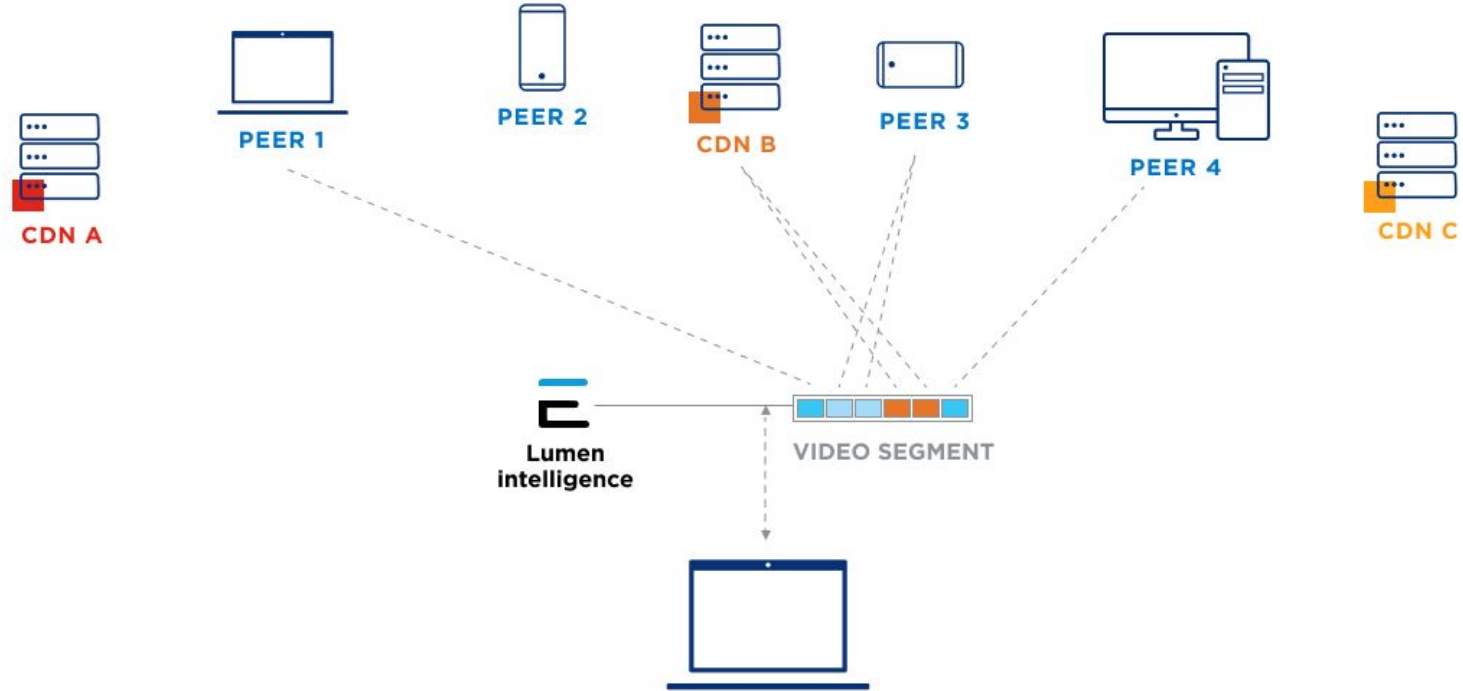 PEER 1
PEER 2
CDN B
PEER 3
PEER 4
CDN A
CDN C
Lumen
intelligence
VIDEO SEGMENT